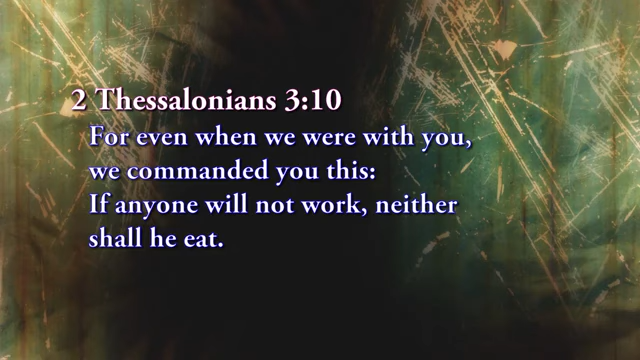 2 Thessalonians 3:10
For even when we were with you,
we commanded you this:
If anyone will not work, neither
shall he eat.